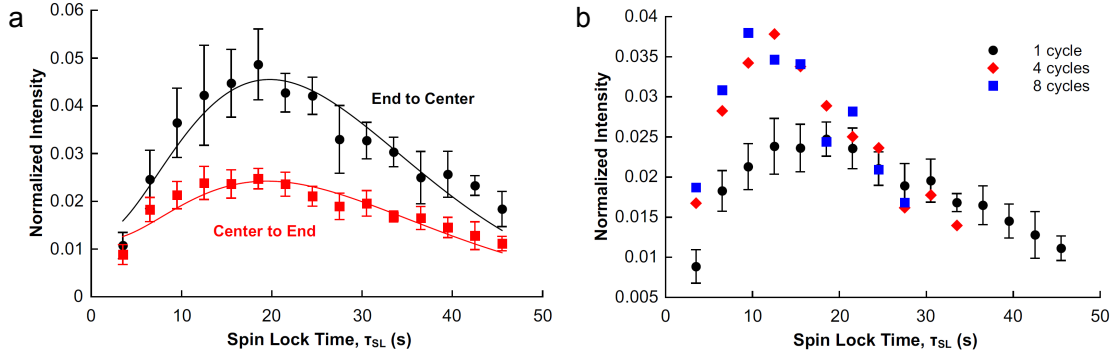 a
Normalized Intensity
0.06
0.05
0.04
0.03
0.02
0.01
0
End to Center
Center to End
0 10 20 30 40 50
Spin Lock Time, τSL (s)
b
Normalized Intensity
0.04
0.035
0.03
0.025
0.02
0.015
0.01
0.005
1 cycle
4 cycles
8 cycles
0 10 20 30 40 50
Spin Lock Time, τSL (s)